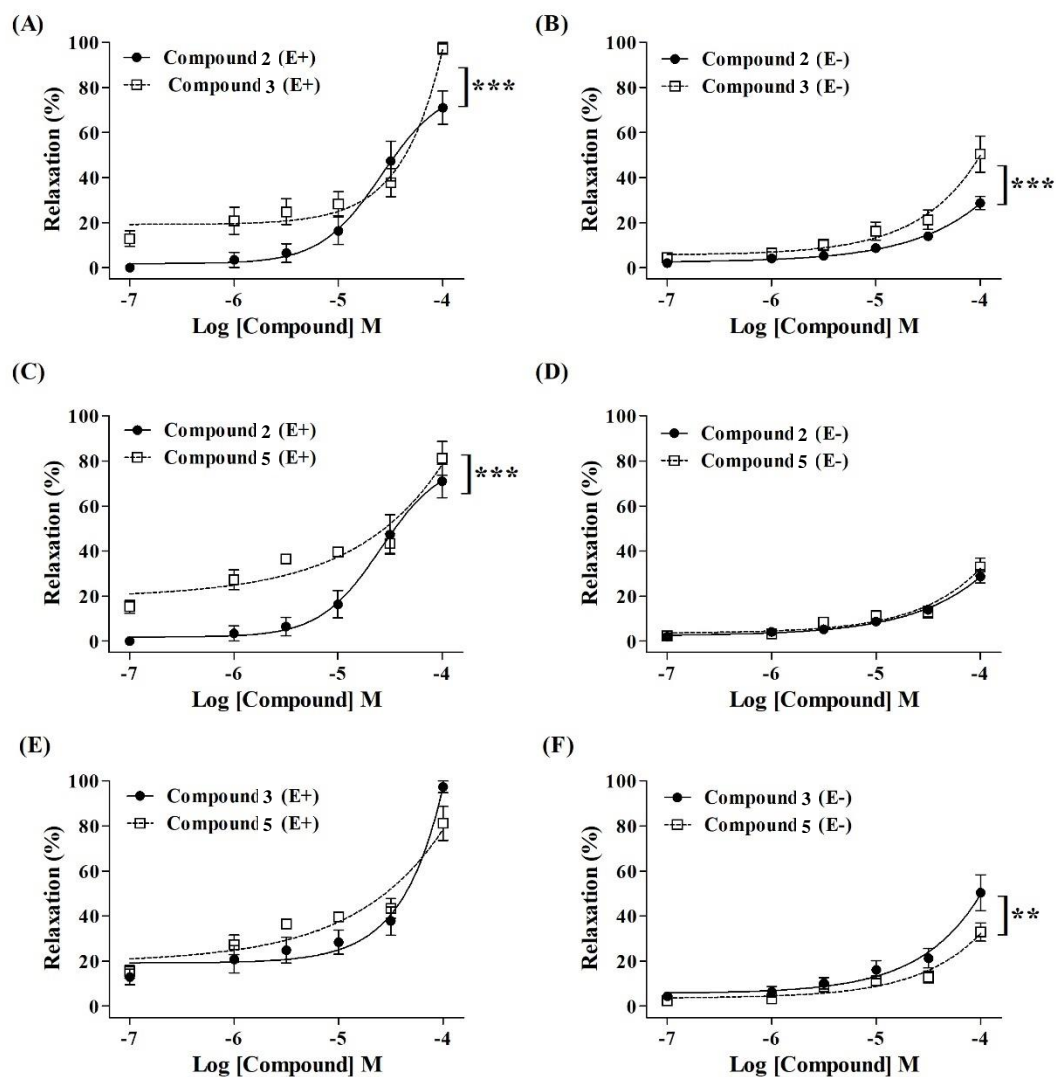 (A)
Compound 2 (E+)
Compound 3 (E+)
***
Relaxation (%)
100
80
60
40
20
0
-7 -6 -5 -4
Log [Compound] M
(B)
Compound 2 (E-)
Compound 3 (E-)
***
Relaxation (%)
100
80
60
40
20
0
-7 -6 -5 -4
Log [Compound] M
(C)
Compound 2 (E+)
Compound 5 (E+)
***
Relaxation (%)
100
80
60
40
20
0
-7 -6 -5 -4
Log [Compound] M
(D)
Compound 2 (E-)
Compound 5 (E-)
Relaxation (%)
100
80
60
40
20
0
-7 -6 -5 -4
Log [Compound] M
(E)
Compound 3 (E+)
Compound 5 (E+)
Relaxation (%)
100
80
60
40
20
0
-7 -6 -5 -4
Log [Compound] M
(F)
Compound 3 (E-)
Compound 5 (E-)
**
Relaxation (%)
100
80
60
40
20
0
-7 -6 -5 -4
Log [Compound] M